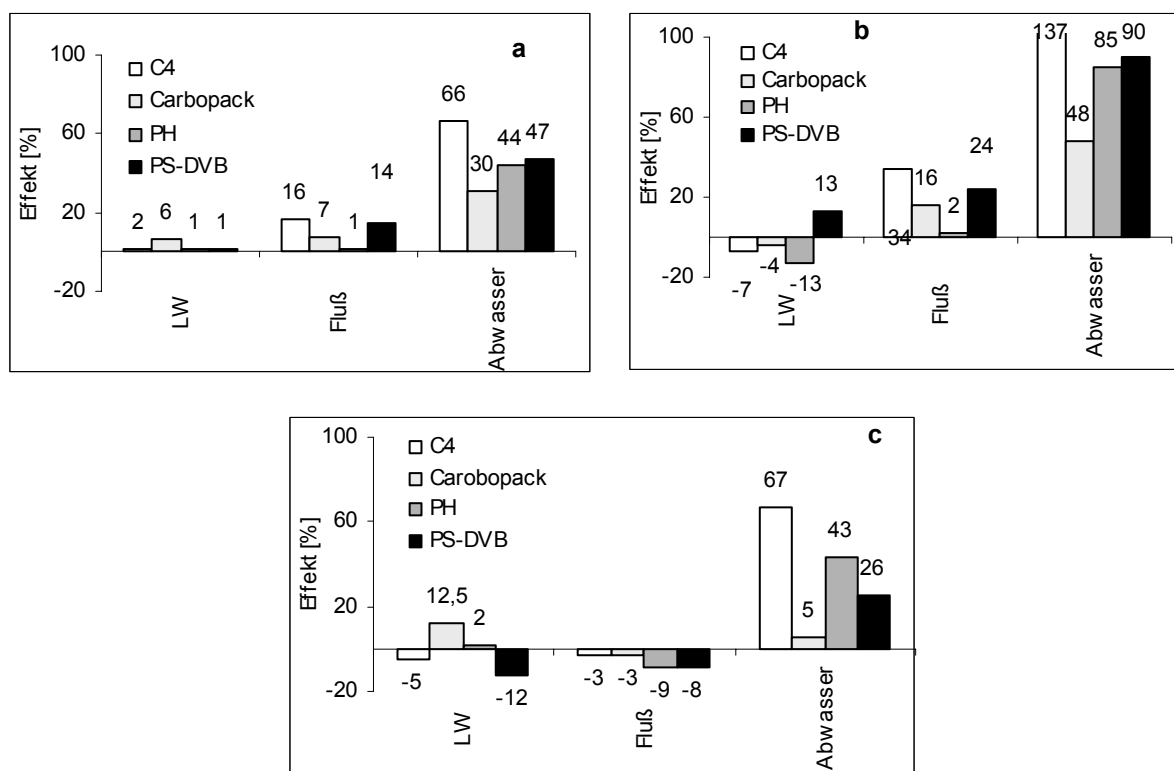 a
100
60
20
-20
Effekt [%]
C4
Carbopack
PH
PS-DVB
2 6 1 1
16 7 1 14
66 30 44 47
LW
Fluß
Abwasser
b
100
60
20
-20
Effekt [%]
C4
Carbopack
PH
PS-DVB
-7 -4 -13 13
34 16 2 24
137 48 85 90
LW
Fluß
Abwasser
c
100
60
20
-20
Effekt [%]
C4
Carobopack
PH
PS-DVB
-5 12,5 2 -12
-3 -3 -9 -8
67 5 43 26
LW
Fluß
Abwasser